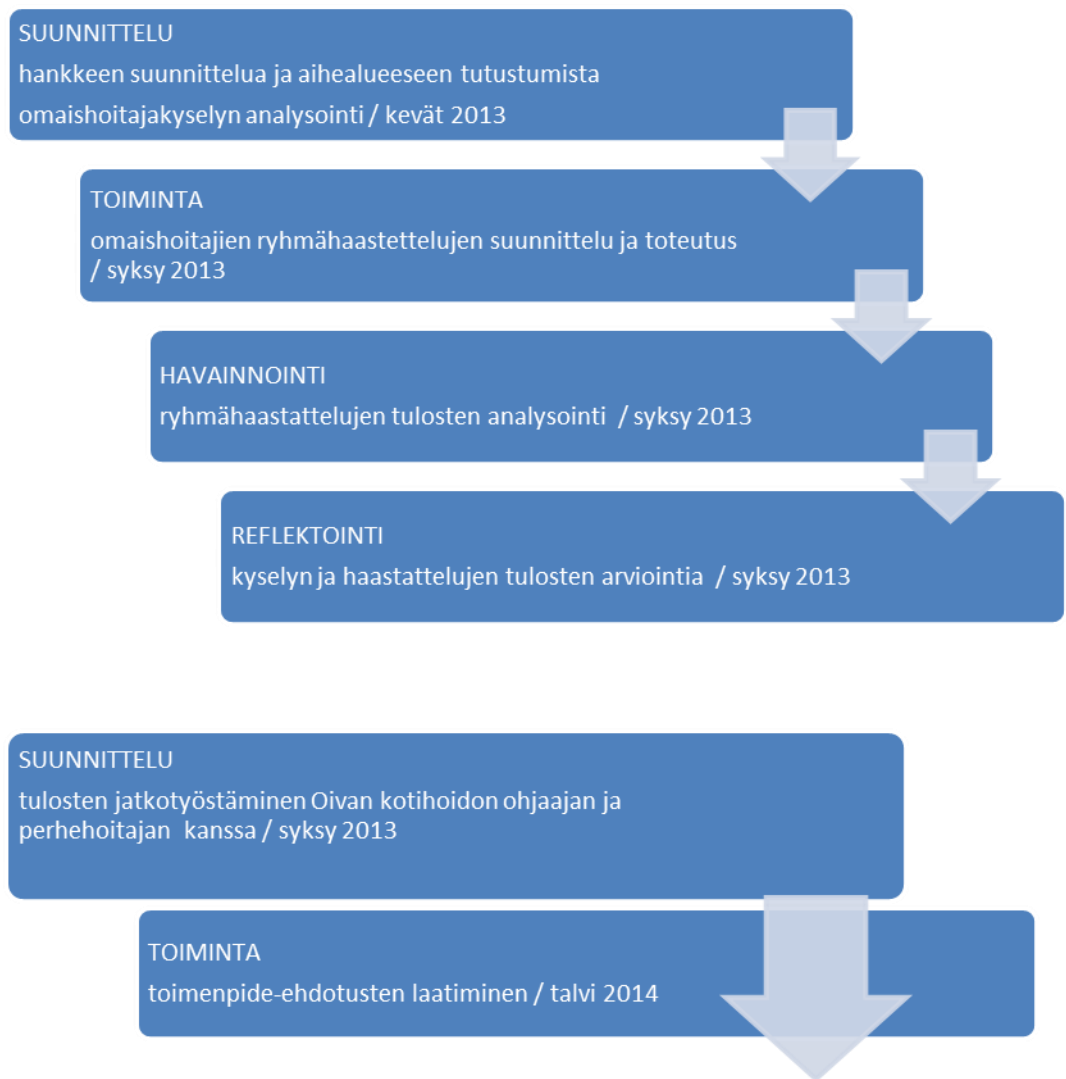 SUUNNITTELU
hankkeen suunnittelua ja aihealueeseen tutustumista
omaishoitajakyselyn analysointi / kevät 2013
TOIMINTA
omaishoitajien ryhmähaastettelujen suunnittelu ja toteutus
/ syksy 2013
HAVAINNOINTI
ryhmähaastattelujen tulosten analysointi / syksy 2013
REFLEKTOINTI
kyselyn ja haastattelujen tulosten arviointia / syksy 2013
SUUNNITTELU
tulosten jatkotyöstäminen Oivan kotihoidon ohjaajan ja
perhehoitajan kanssa / syksy 2013
TOIMINTA
toimenpide-ehdotusten laatiminen / talvi 2014